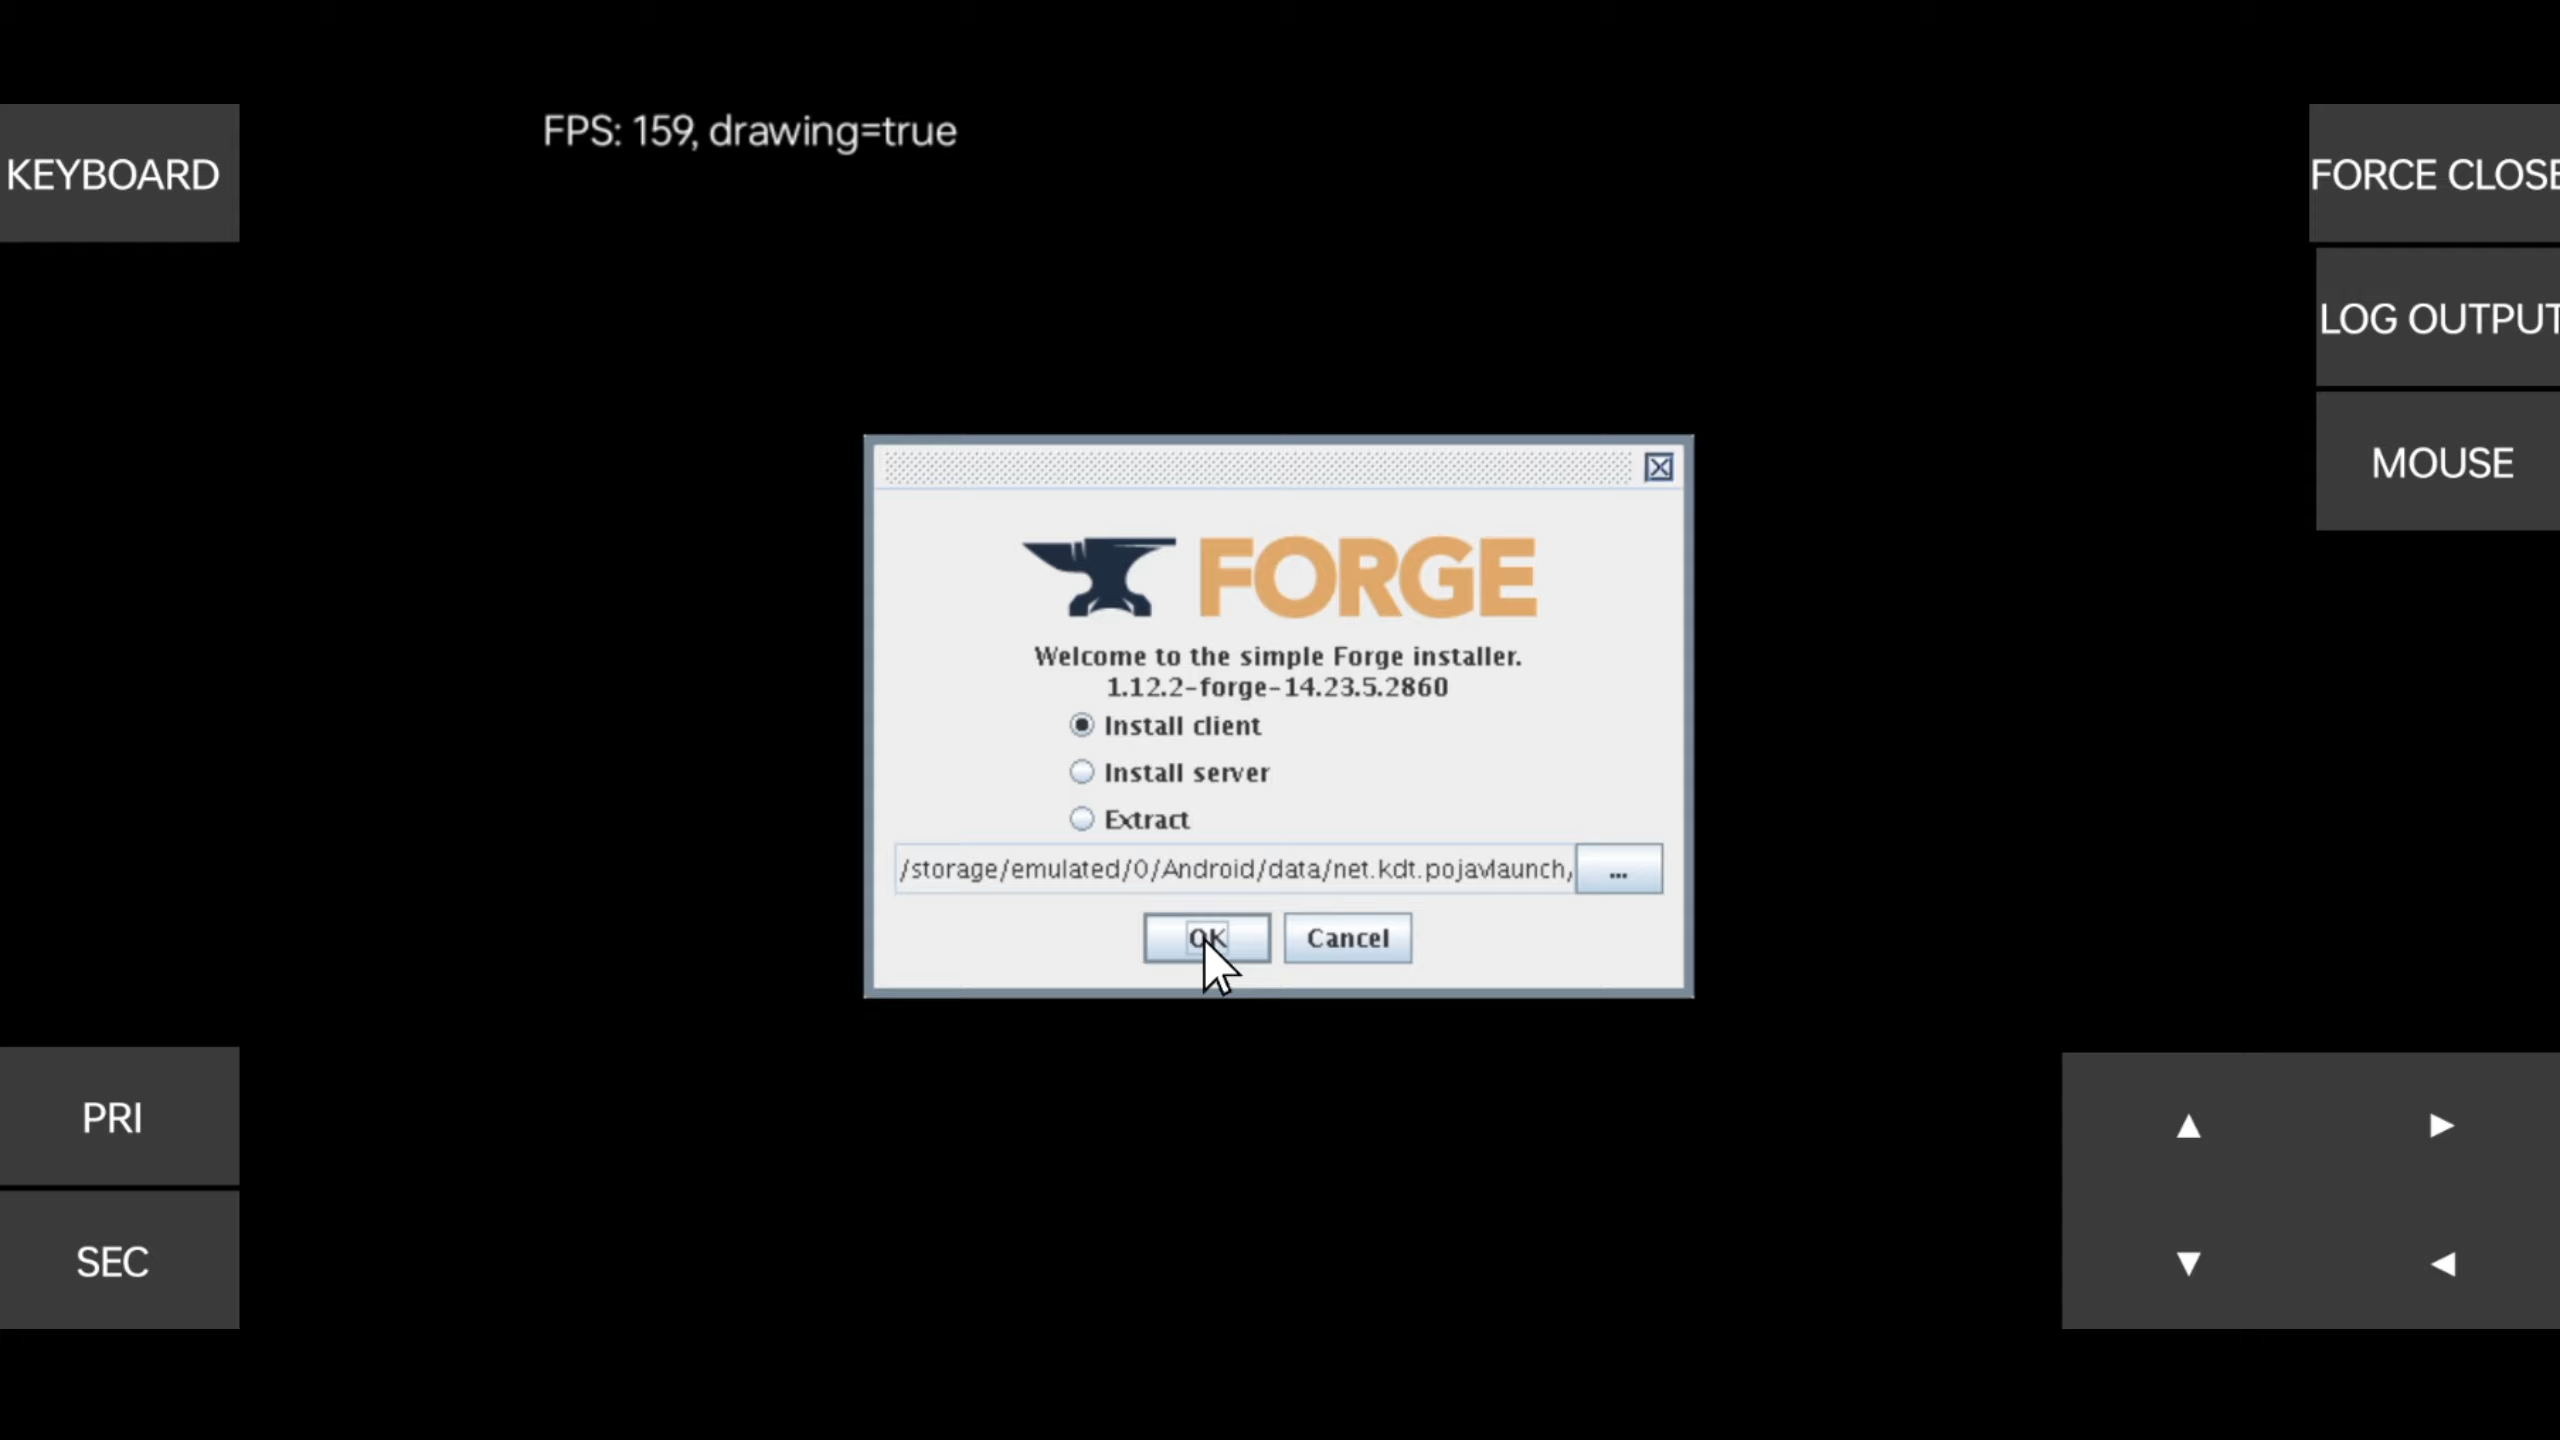 FPS: 159, drawing=true
KEYBOARD
FORCE CLOSE
LOG OUTPUT
MOUSE
FORGE
Welcome to the simple Forge installer.
1.12.2-forge-14.23.5.2860
Install client
Install server
Extract
/storage/emulated/0/Android/data/net.kdt.pojavlaunch/
...
OK
Cancel
PRI
SEC
▲
►
▼
◄